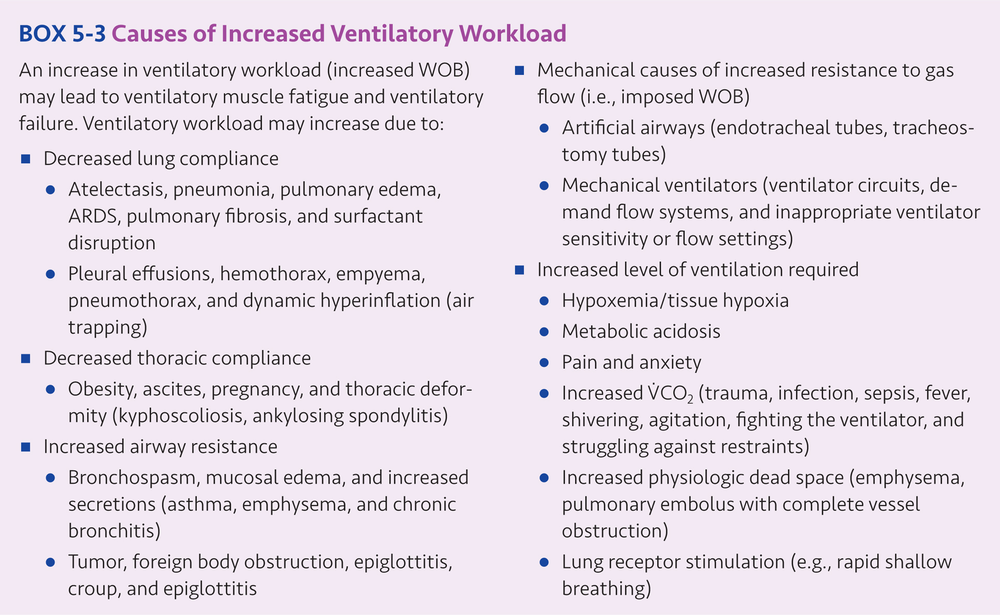 BOX 5-3 Causes of Increased Ventilatory Workload
An increase in ventilatory workload (increased WOB)
may lead to ventilatory muscle fatigue and ventilatory
failure. Ventilatory workload may increase due to:
■ Decreased lung compliance
● Atelectasis, pneumonia, pulmonary edema,
ARDS, pulmonary fibrosis, and surfactant
disruption
● Pleural effusions, hemothorax, empyema,
pneumothorax, and dynamic hyperinflation (air
trapping)
■ Decreased thoracic compliance
● Obesity, ascites, pregnancy, and thoracic defor-
mity (kyphoscoliosis, ankylosing spondylitis)
■ Increased airway resistance
● Bronchospasm, mucosal edema, and increased
secretions (asthma, emphysema, and chronic
bronchitis)
● Tumor, foreign body obstruction, epiglottitis,
croup, and epiglottitis
■ Mechanical causes of increased resistance to gas
flow (i.e., imposed WOB)
● Artificial airways (endotracheal tubes, tracheos-
tomy tubes)
● Mechanical ventilators (ventilator circuits, de-
mand flow systems, and inappropriate ventilator
sensitivity or flow settings)
■ Increased level of ventilation required
● Hypoxemia/tissue hypoxia
● Metabolic acidosis
● Pain and anxiety
● Increased V̇CO₂ (trauma, infection, sepsis, fever,
shivering, agitation, fighting the ventilator, and
struggling against restraints)
● Increased physiologic dead space (emphysema,
pulmonary embolus with complete vessel
obstruction)
● Lung receptor stimulation (e.g., rapid shallow
breathing)